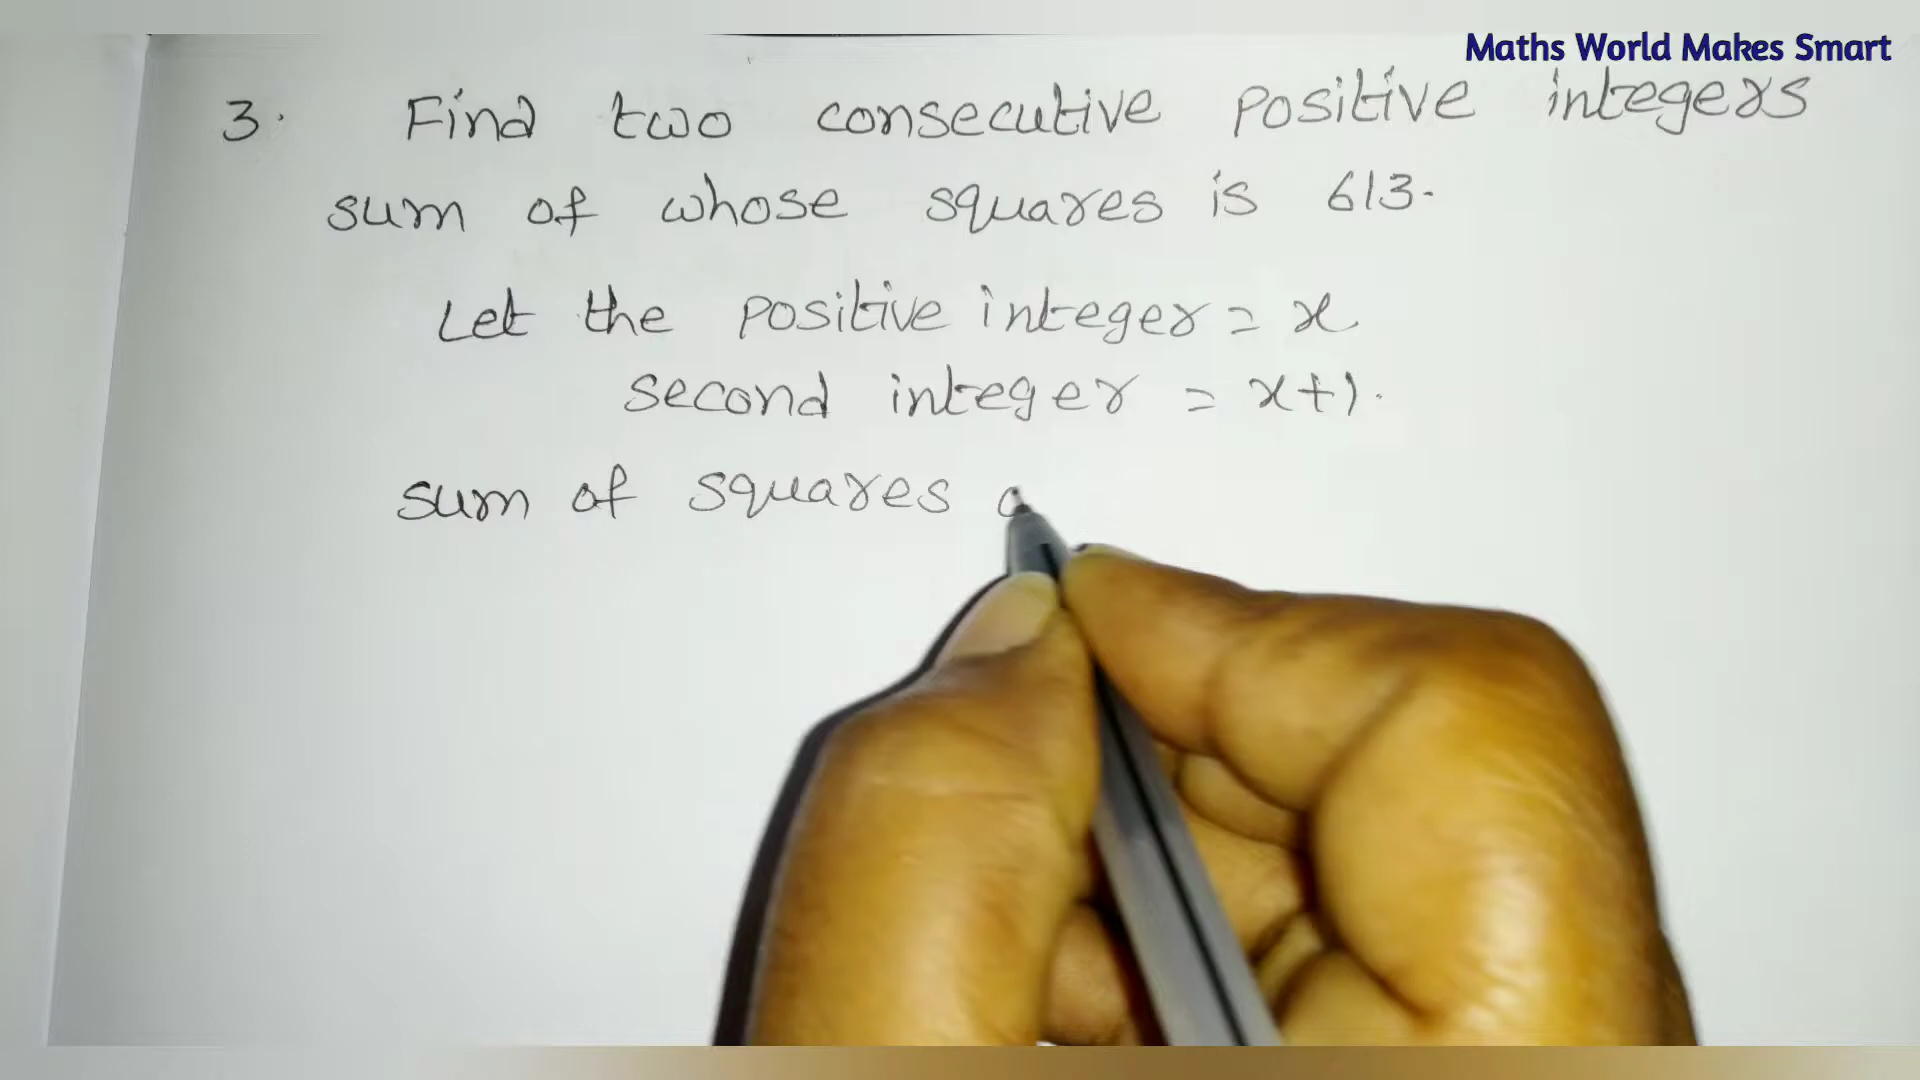 Maths World Makes Smart
3. Find two consecutive positive integers
sum of whose squares is 613.
Let the positive integer = x
second integer = x+1.
sum of squares